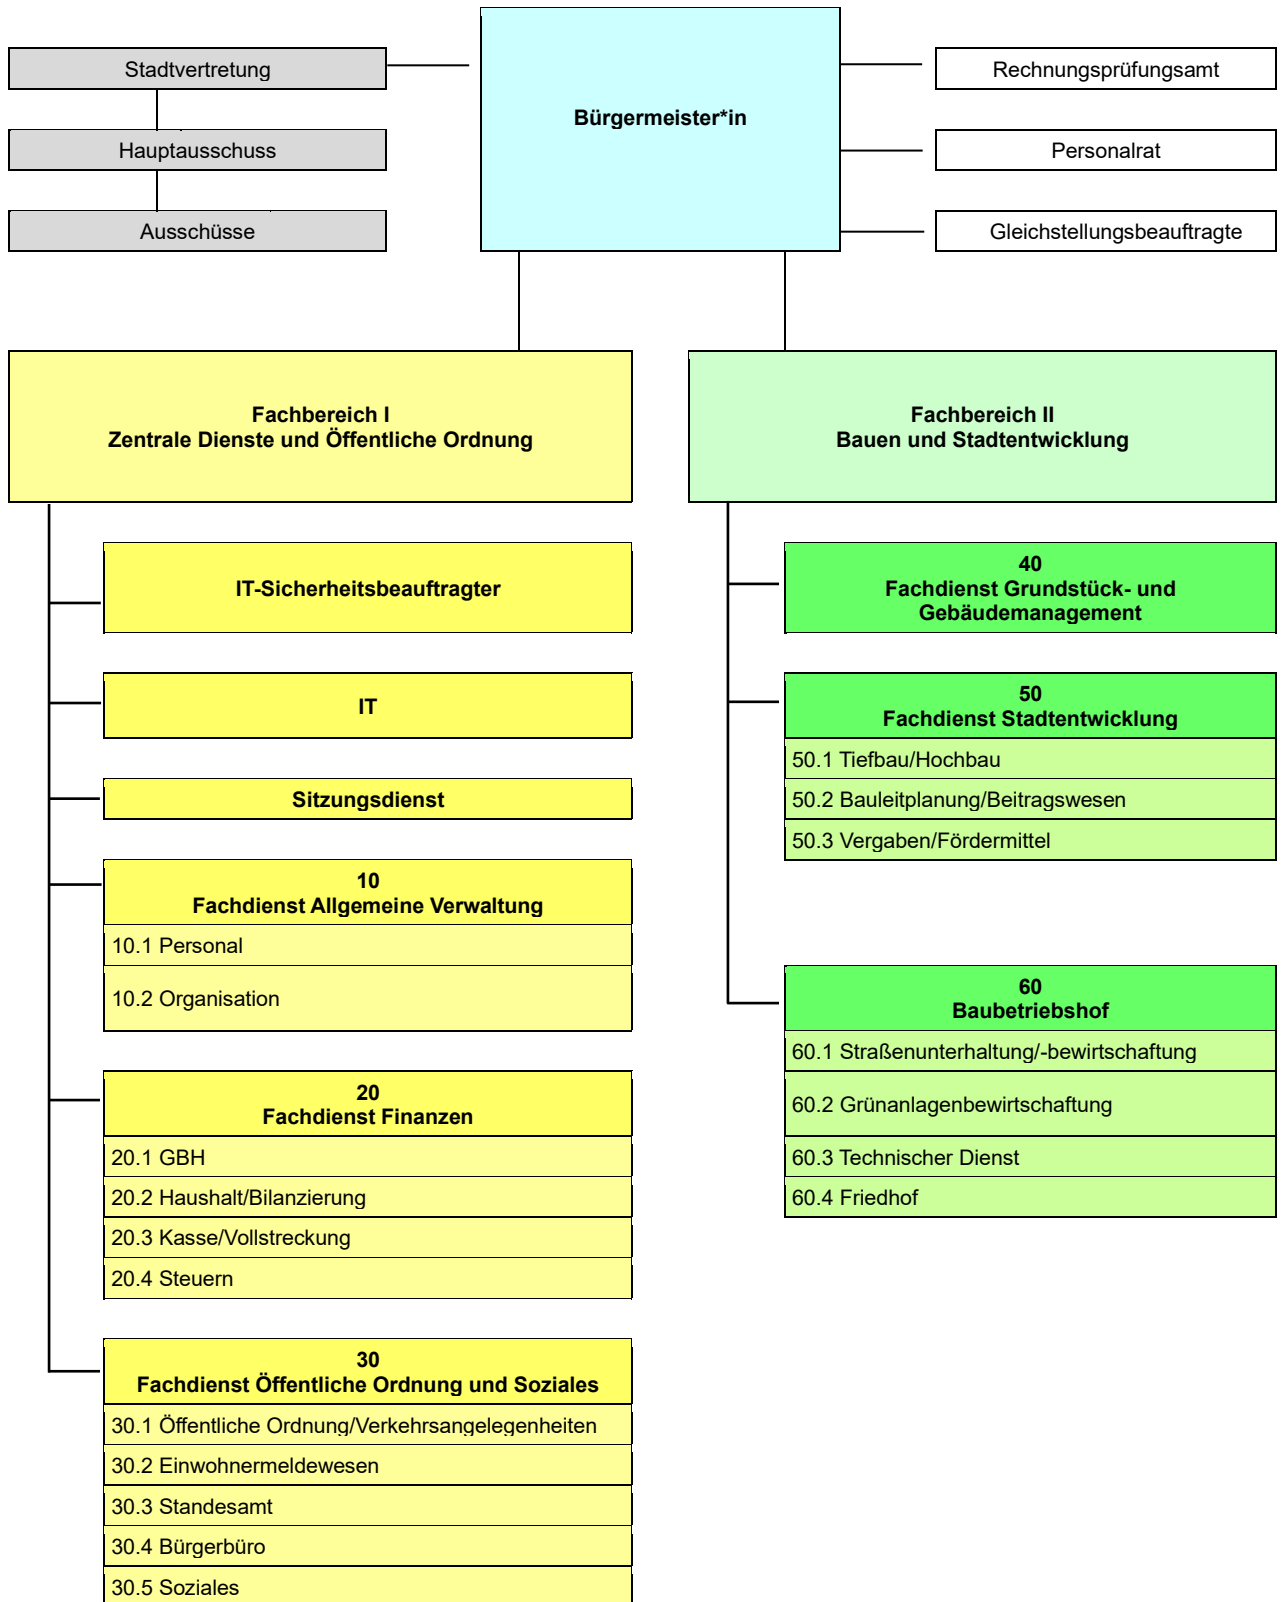 Stadtvertretung
Hauptausschuss
Ausschüsse
Bürgermeister*in
Rechnungsprüfungsamt
Personalrat
Gleichstellungsbeauftragte
Fachbereich I
Zentrale Dienste und Öffentliche Ordnung
IT-Sicherheitsbeauftragter
IT
Sitzungsdienst
10
Fachdienst Allgemeine Verwaltung
10.1 Personal
10.2 Organisation
20
Fachdienst Finanzen
20.1 GBH
20.2 Haushalt/Bilanzierung
20.3 Kasse/Vollstreckung
20.4 Steuern
30
Fachdienst Öffentliche Ordnung und Soziales
30.1 Öffentliche Ordnung/Verkehrsangelegenheiten
30.2 Einwohnermeldewesen
30.3 Standesamt
30.4 Bürgerbüro
30.5 Soziales
Fachbereich II
Bauen und Stadtentwicklung
40
Fachdienst Grundstück- und
Gebäudemanagement
50
Fachdienst Stadtentwicklung
50.1 Tiefbau/Hochbau
50.2 Bauleitplanung/Beitragswesen
50.3 Vergaben/Fördermittel
60
Baubetriebshof
60.1 Straßenunterhaltung/-bewirtschaftung
60.2 Grünanlagenbewirtschaftung
60.3 Technischer Dienst
60.4 Friedhof